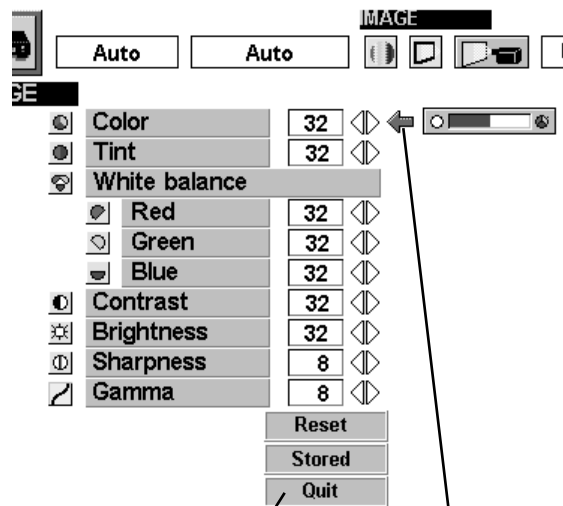 IMAGE
Auto Auto
GE
Color 32
Tint 32
White balance
Red 32
Green 32
Blue 32
Contrast 32
Brightness 32
Sharpness 8
Gamma 8
Reset
Stored
Quit